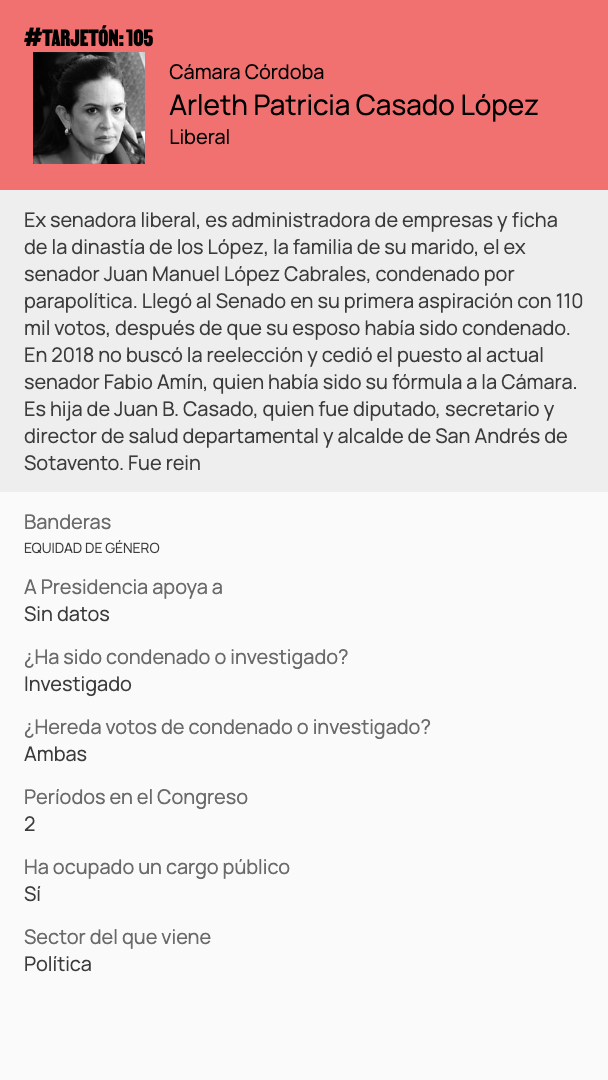 #TARJETÓN: 105
Cámara Córdoba
Arleth Patricia Casado López
Liberal
Ex senadora liberal, es administradora de empresas y ficha
de la dinastía de los López, la familia de su marido, el ex
senador Juan Manuel López Cabrales, condenado por
parapolítica. Llegó al Senado en su primera aspiración con 110
mil votos, después de que su esposo había sido condenado.
En 2018 no buscó la reelección y cedió el puesto al actual
senador Fabio Amín, quien había sido su fórmula a la Cámara.
Es hija de Juan B. Casado, quien fue diputado, secretario y
director de salud departamental y alcalde de San Andrés de
Sotavento. Fue rein
Banderas
EQUIDAD DE GÉNERO
A Presidencia apoya a
Sin datos
¿Ha sido condenado o investigado?
Investigado
¿Hereda votos de condenado o investigado?
Ambas
Períodos en el Congreso
2
Ha ocupado un cargo público
Sí
Sector del que viene
Política